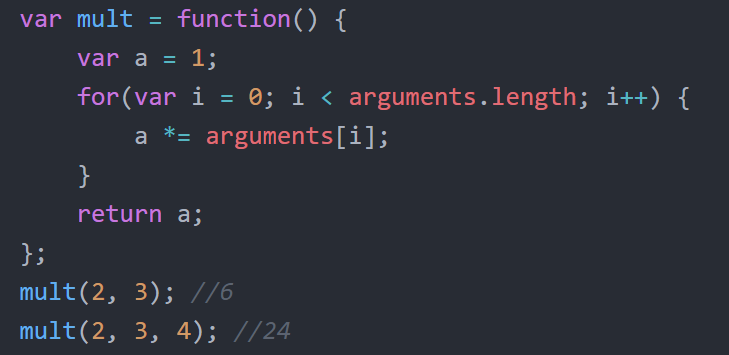 var mult = function() {
    var a = 1;
    for(var i = 0; i < arguments.length; i++) {
        a *= arguments[i];
    }
    return a;
};
mult(2, 3); //6
mult(2, 3, 4); //24